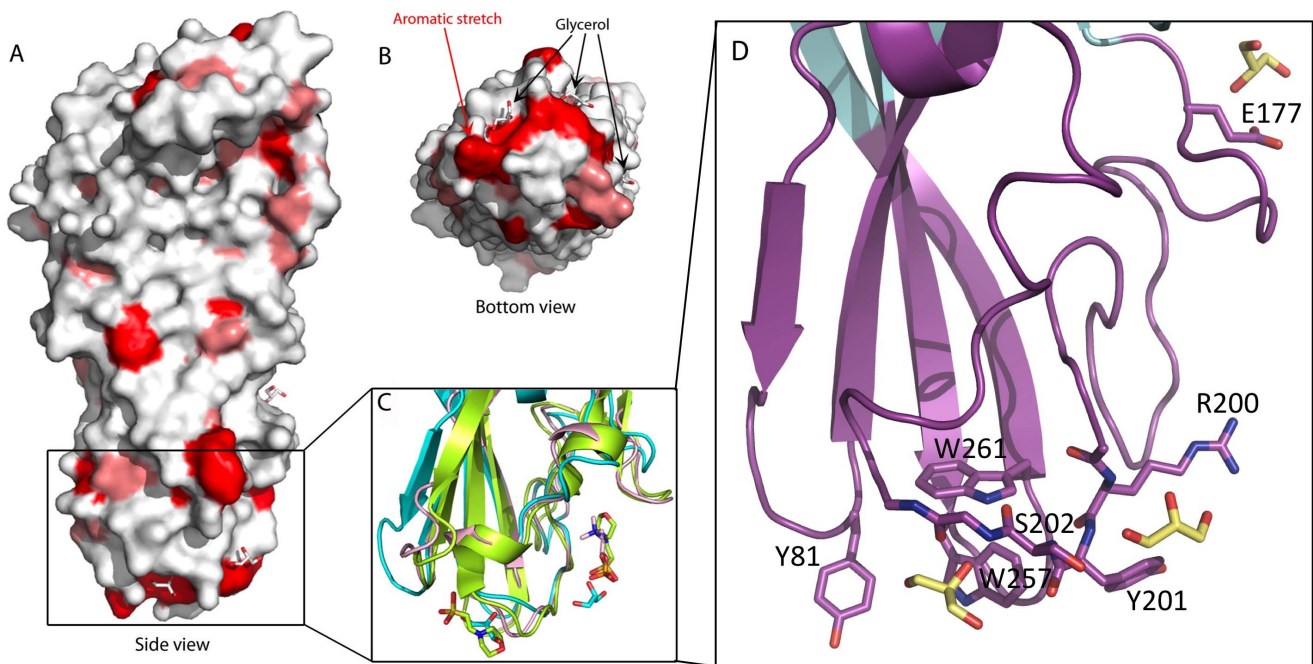 A
Side view
B
Aromatic stretch
Glycerol
Bottom view
C
D
E177
R200
W261
S202
Y81
W257
Y201